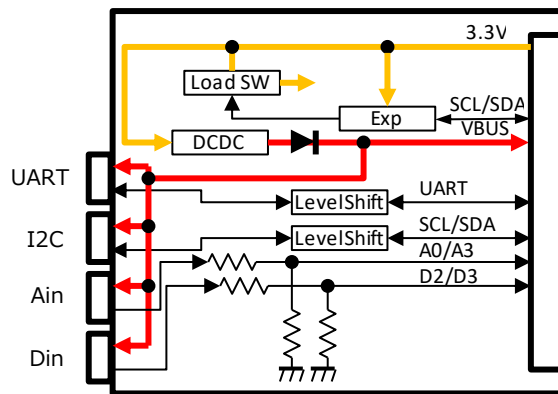 3.3V
Load SW
Exp
SCL/SDA
VBUS
DCDC
UART
LevelShift
UART
I2C
LevelShift
SCL/SDA
A0/A3
Ain
D2/D3
Din